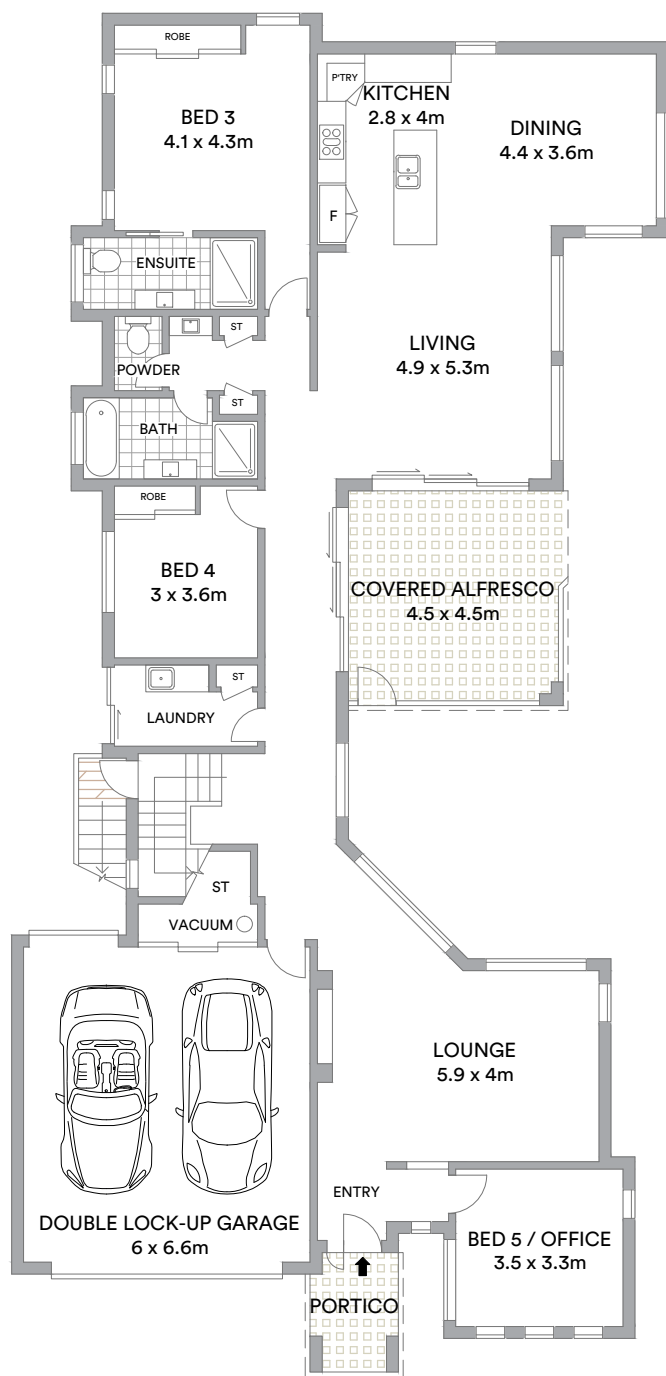 ROBE
BED 3
4.1 x 4.3m
P'TRY
KITCHEN
2.8 x 4m
DINING
4.4 x 3.6m
F
ENSUITE
ST
POWDER
LIVING
4.9 x 5.3m
ST
BATH
ROBE
BED 4
3 x 3.6m
COVERED ALFRESCO
4.5 x 4.5m
ST
LAUNDRY
ST
VACUUM
LOUNGE
5.9 x 4m
ENTRY
DOUBLE LOCK-UP GARAGE
6 x 6.6m
BED 5 / OFFICE
3.5 x 3.3m
PORTICO